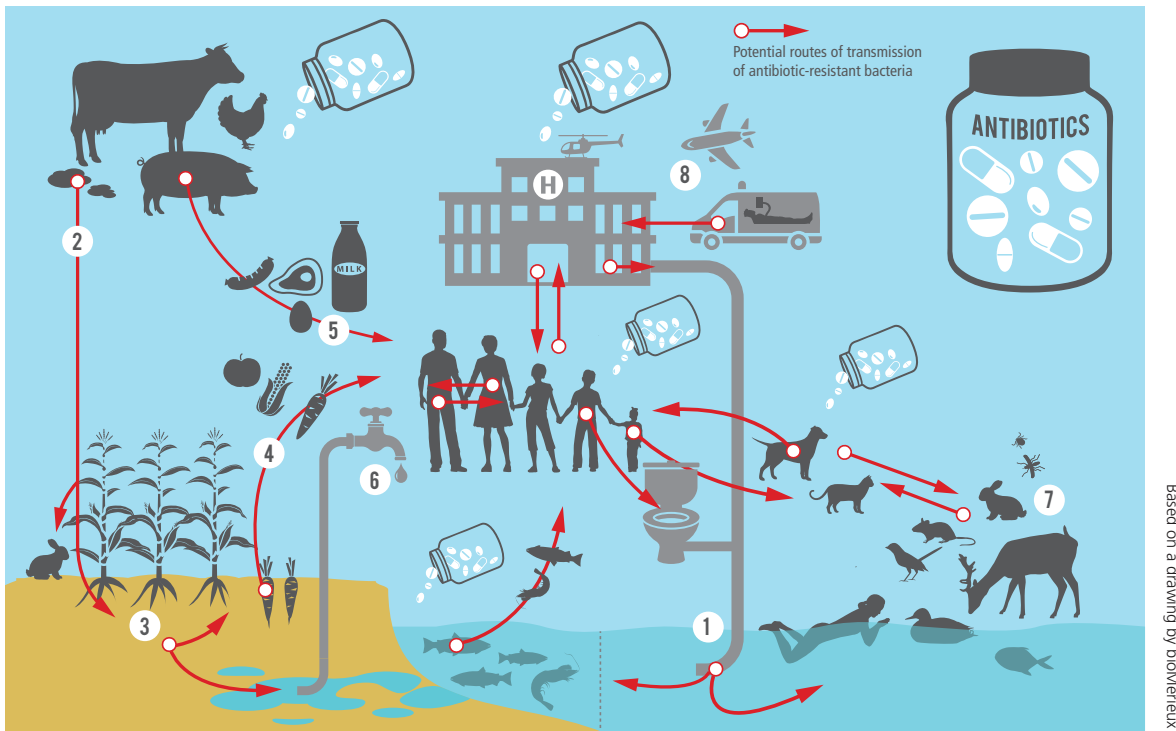 Potential routes of transmission
of antibiotic-resistant bacteria
ANTIBIOTICS
H
8
2
MILK
5
4
6
7
3
1
Based on a drawing by bioMérieux